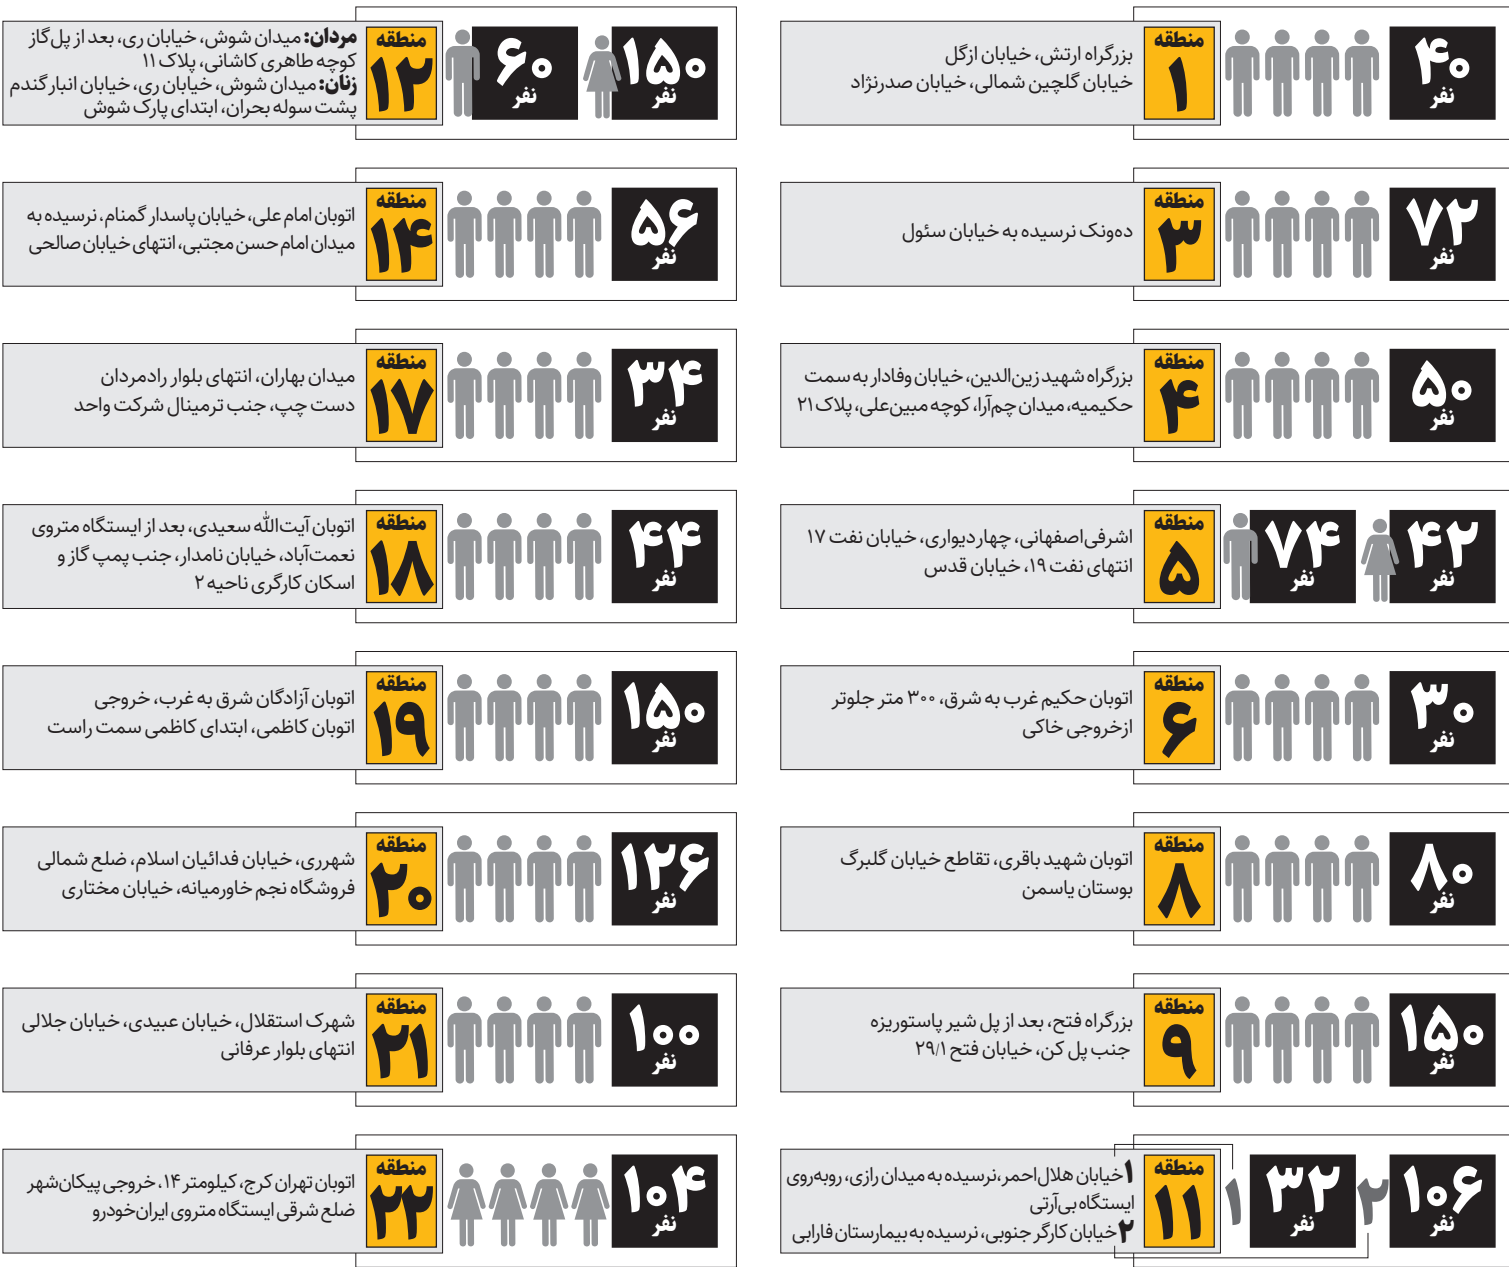 ۴۰
نفر
منطقه
۱
بزرگراه ارتش، خیابان ازگل
خیابان گلچین شمالی، خیابان صدرنژاد
۷۲
نفر
منطقه
۳
ده‌ونک نرسیده به خیابان سئول
۵۰
نفر
منطقه
۴
بزرگراه شهید زین‌الدین، خیابان وفادار به سمت
حکیمیه، میدان چم‌آرا، کوچه مبین‌علی، پلاک ۲۱
۴۲
نفر
۷۴
نفر
منطقه
۵
اشرفی‌اصفهانی، چهاردیواری، خیابان نفت ۱۷
انتهای نفت ۱۹، خیابان قدس
۳۰
نفر
منطقه
۶
اتوبان حکیم غرب به شرق، ۳۰۰ متر جلوتر
ازخروجی خاکی
۸۰
نفر
منطقه
۸
اتوبان شهید باقری، تقاطع خیابان گلبرگ
بوستان یاسمن
۱۵۰
نفر
منطقه
۹
بزرگراه فتح، بعد از پل شیر پاستوریزه
جنب پل کن، خیابان فتح ۲۹/۱
۱۰۶
نفر
۲
۳۲
نفر
۱
منطقه
۱۱
۱ خیابان هلال‌احمر،نرسیده به میدان رازی، روبه‌روی
ایستگاه بی‌آرتی
۲ خیابان کارگر جنوبی، نرسیده به بیمارستان فارابی
۱۵۰
نفر
۶۰
نفر
منطقه
۱۲
مردان: میدان شوش، خیابان ری، بعد از پل گاز
کوچه طاهری کاشانی، پلاک ۱۱
زنان: میدان شوش، خیابان ری، خیابان انبار گندم
پشت سوله بحران، ابتدای پارک شوش
۵۶
نفر
منطقه
۱۴
اتوبان امام علی، خیابان پاسدار گمنام، نرسیده به
میدان امام حسن مجتبی، انتهای خیابان صالحی
۳۴
نفر
منطقه
۱۷
میدان بهاران، انتهای بلوار رادمردان
دست چپ، جنب ترمینال شرکت واحد
۴۴
نفر
منطقه
۱۸
اتوبان آیت‌الله سعیدی، بعد از ایستگاه متروی
نعمت‌آباد، خیابان نامدار، جنب پمپ گاز و
اسکان کارگری ناحیه ۲
۱۵۰
نفر
منطقه
۱۹
اتوبان آزادگان شرق به غرب، خروجی
اتوبان کاظمی، ابتدای کاظمی سمت راست
۱۲۶
نفر
منطقه
۲۰
شهرری، خیابان فدائیان اسلام، ضلع شمالی
فروشگاه نجم خاورمیانه، خیابان مختاری
۱۰۰
نفر
منطقه
۲۱
شهرک استقلال، خیابان عبیدی، خیابان جلالی
انتهای بلوار عرفانی
۱۰۴
نفر
منطقه
۲۲
اتوبان تهران کرج، کیلومتر ۱۴، خروجی پیکان‌شهر
ضلع شرقی ایستگاه متروی ایران‌خودرو